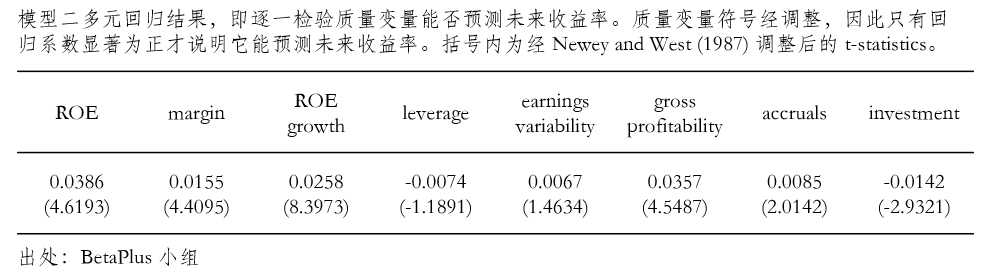 模型二多元回归结果，即逐一检验质量变量能否预测未来收益率。质量变量符号经调整，因此只有回
归系数显著为正才说明它能预测未来收益率。括号内为经 Newey and West (1987) 调整后的 t-statistics。
ROE margin ROE growth leverage earnings variability gross profitability accruals investment
0.0386 0.0155 0.0258 -0.0074 0.0067 0.0357 0.0085 -0.0142
(4.6193) (4.4095) (8.3973) (-1.1891) (1.4634) (4.5487) (2.0142) (-2.9321)
出处：BetaPlus 小组